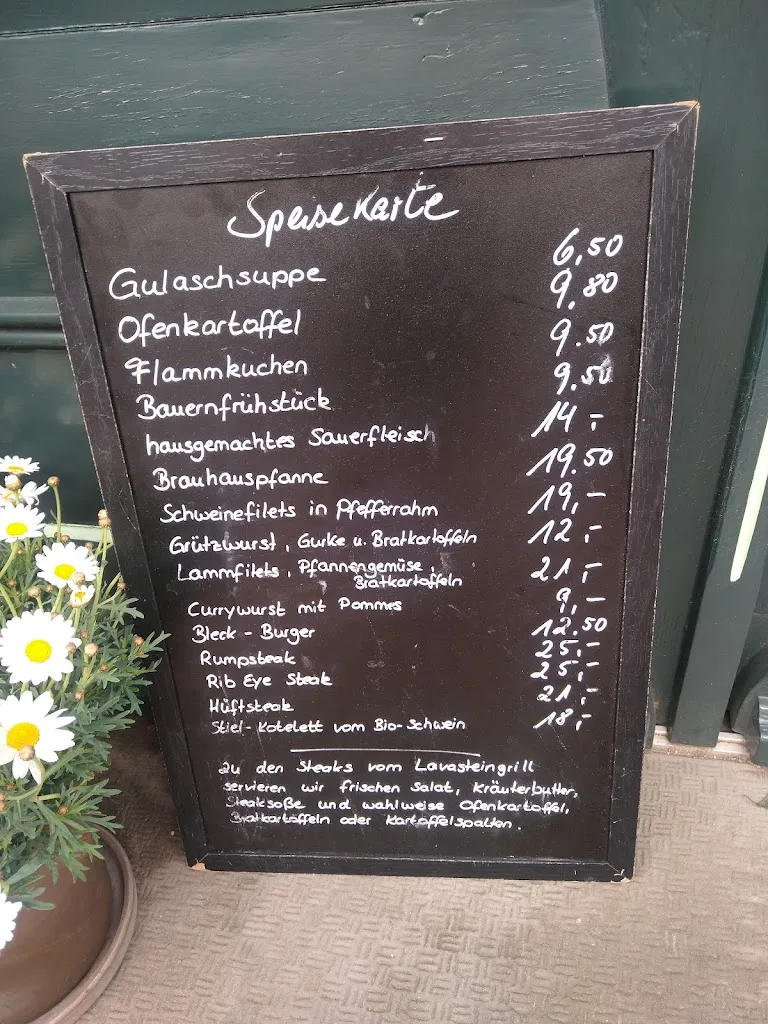 Speisekarte
Gulaschsuppe 6,50
Ofenkartoffel 9,80
Flammkuchen 9.50
Bauernfrühstück 9.50
hausgemachtes Sauerfleisch 14,-
Brauhauspfanne 19.50
Schweinefilets in Pfefferrahm 19,-
Grützwurst, Gurke u. Bratkartoffeln 12,-
Lammfilets, Pfannengemüse, 21,-
Bratkartoffeln
Currywurst mit Pommes 9,-
Bleck-Burger 12.50
Rumpsteak 25,-
Rib Eye Steak 25,-
Hüftsteak 21,-
Stiel-Kotelett vom Bio-Schwein 18,-
Zu den Steaks vom Lavasteingrill
servieren wir frischen Salat, Kräuterbutter,
Steaksoße und wahlweise Ofenkartoffel,
Bratkartoffeln oder Kartoffelspalten.